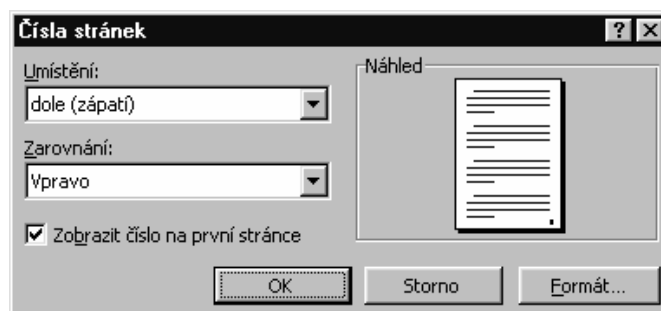 Čísla stránek
Umístění:
dole (zápatí)
Zarovnání:
Vpravo
Zobrazit číslo na první stránce
Náhled
OK
Storno
Formát...